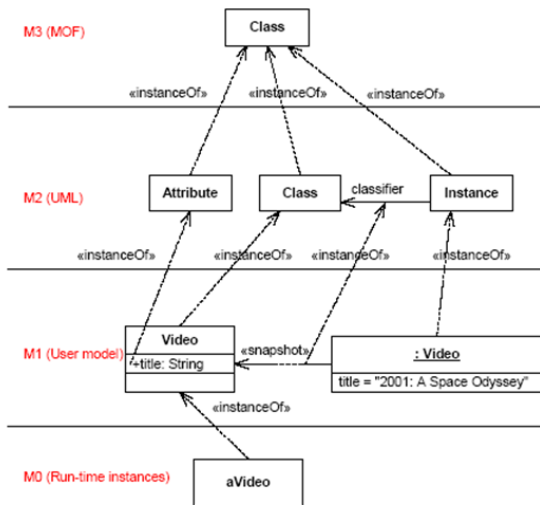 M3 (MOF)
Class
«instanceOf»
«instanceOf»
«instanceOf»
M2 (UML)
Attribute
Class
classifier
Instance
«instanceOf»
«instanceOf»
«instanceOf»
«instanceOf»
M1 (User model)
Video
+title: String
«snapshot»
: Video
title = "2001: A Space Odyssey"
«instanceOf»
M0 (Run-time instances)
aVideo